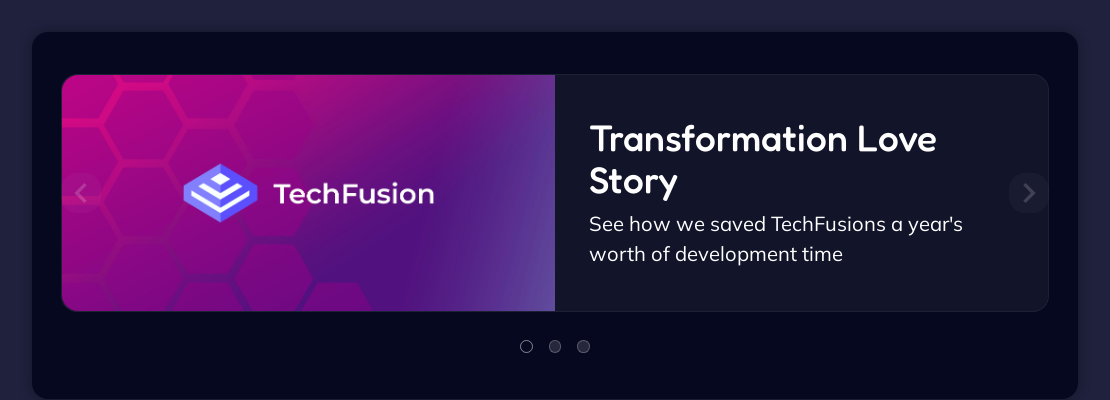 TechFusion
Transformation Love
Story
See how we saved TechFusions a year's
worth of development time